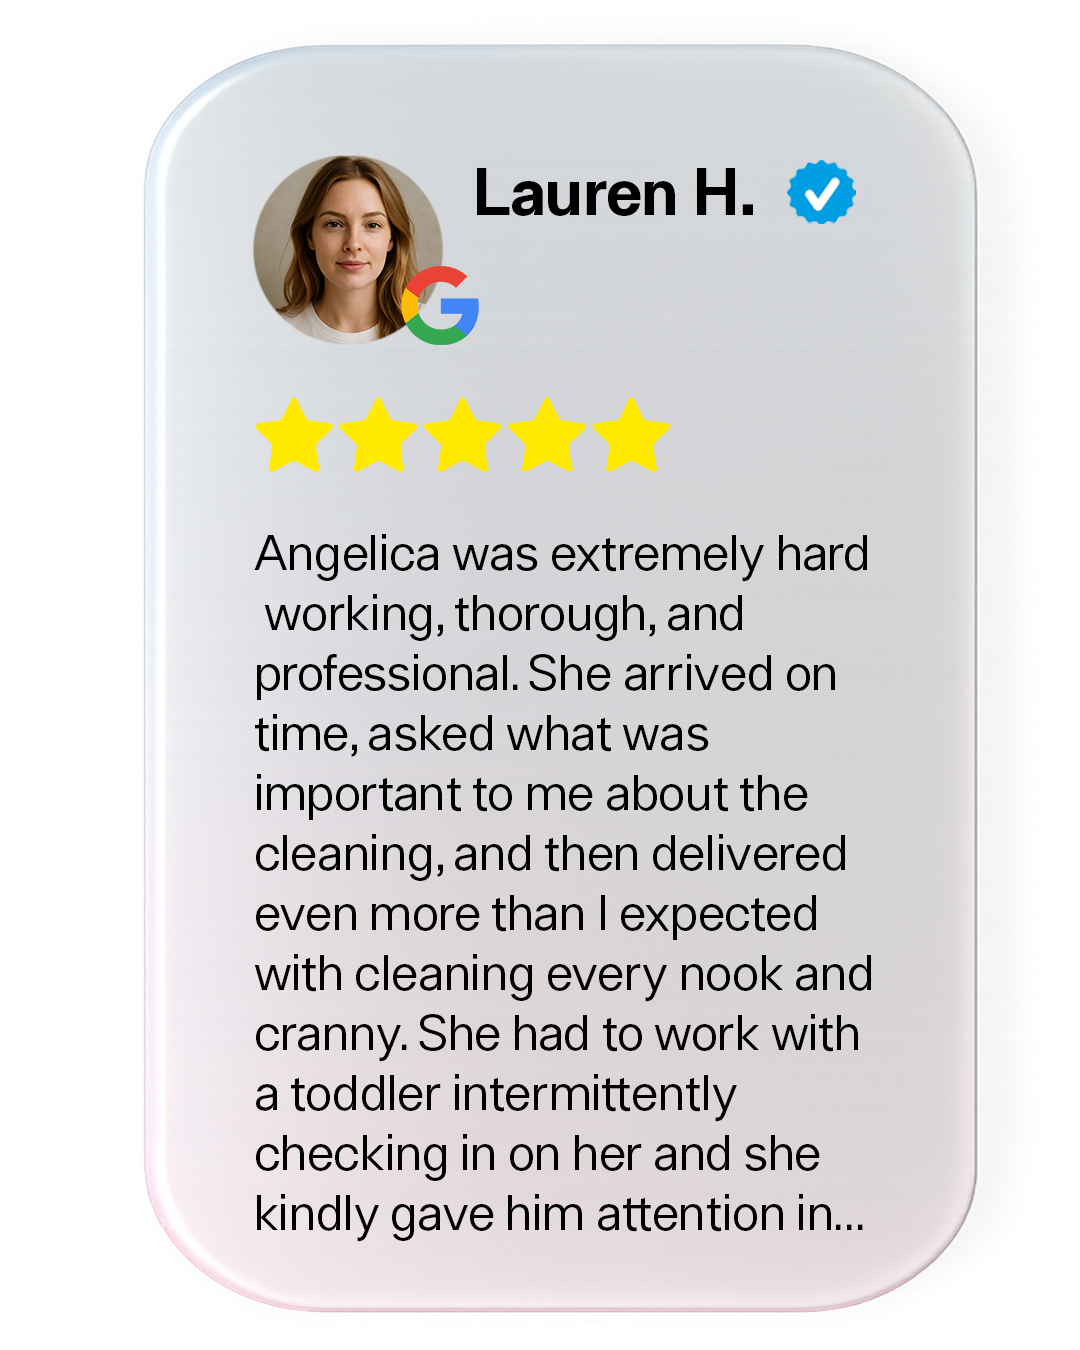 Lauren H.
Angelica was extremely hard
working, thorough, and
professional. She arrived on
time, asked what was
important to me about the
cleaning, and then delivered
even more than I expected
with cleaning every nook and
cranny. She had to work with
a toddler intermittently
checking in on her and she
kindly gave him attention in...